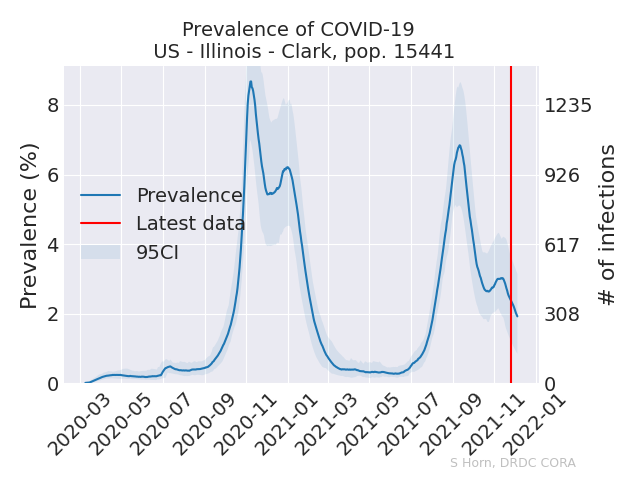 Prevalence of COVID-19
US - Illinois - Clark, pop. 15441
Prevalence (%)
8
6
4
2
0
1235
926
617
308
0
# of infections
Prevalence
Latest data
95CI
2020-03
2020-05
2020-07
2020-09
2020-11
2021-01
2021-03
2021-05
2021-07
2021-09
2021-11
2022-01
S Horn, DRDC CORA